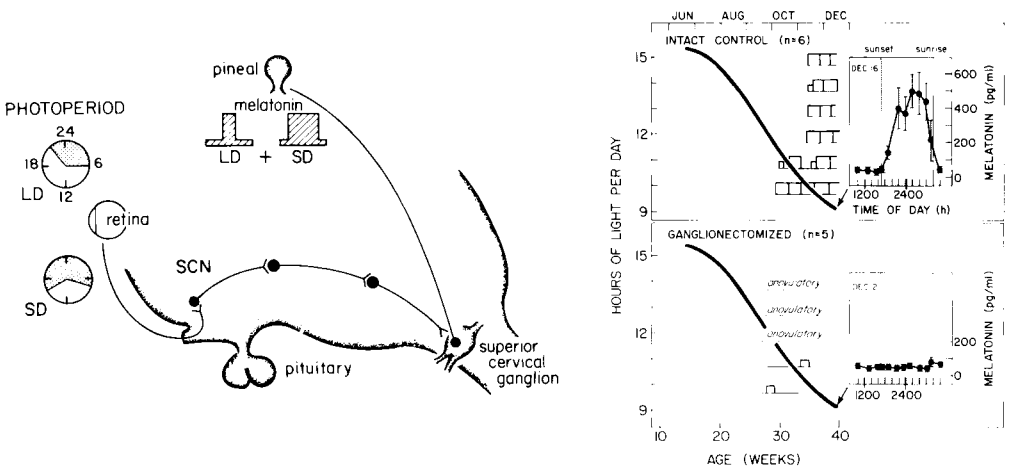 pineal
melatonin
LD + SD
PHOTOPERIOD
24
18 6
12
LD
retina
SD
SCN
pituitary
superior
cervical
ganglion
JUN AUG OCT DEC
INTACT CONTROL (n=6)
15
12
9
sunset sunrise
DEC 16
600
400
200
0
MELATONIN (pg/ml)
1200 2400
TIME OF DAY (h)
HOURS OF LIGHT PER DAY
GANGLIONECTOMIZED (n=5)
15
12
9
anovulatory
anovulatory
anovulatory
DEC 2
200
0
MELATONIN (pg/ml)
1200 2400
10 20 30 40
AGE (WEEKS)